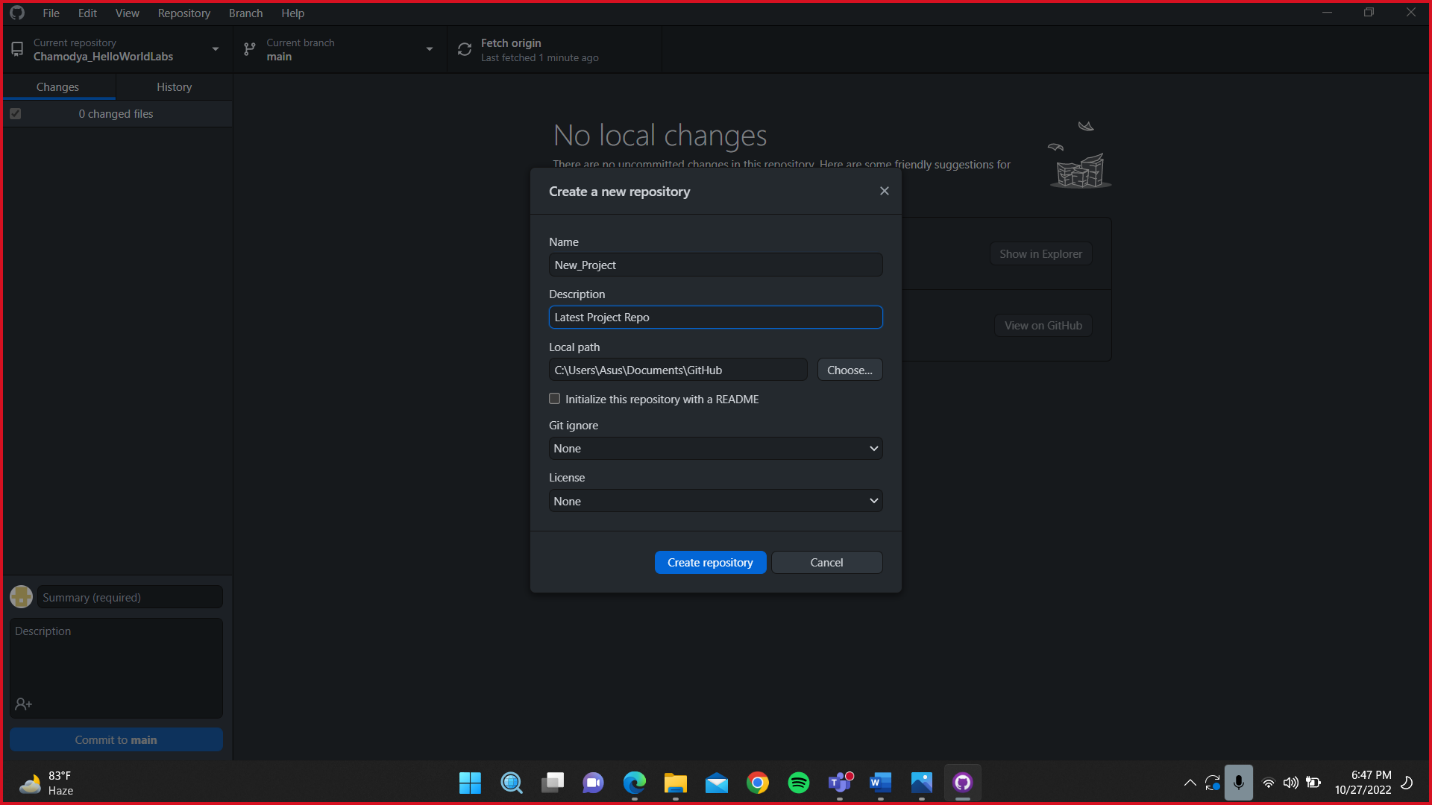 File Edit View Repository Branch Help
Current repository
Chamodya_HelloWorldLabs
Current branch
main
Fetch origin
Last fetched 1 minute ago
Changes History
0 changed files
No local changes
There are no uncommitted changes in this repository. Here are some friendly suggestions for
Create a new repository
Name
New_Project
Show in Explorer
Description
Latest Project Repo
View on GitHub
Local path
C:\Users\Asus\Documents\GitHub
Choose...
Initialize this repository with a README
Git ignore
None
License
None
Create repository Cancel
Summary (required)
Description
Commit to main
83°F
Haze
6:47 PM
10/27/2022